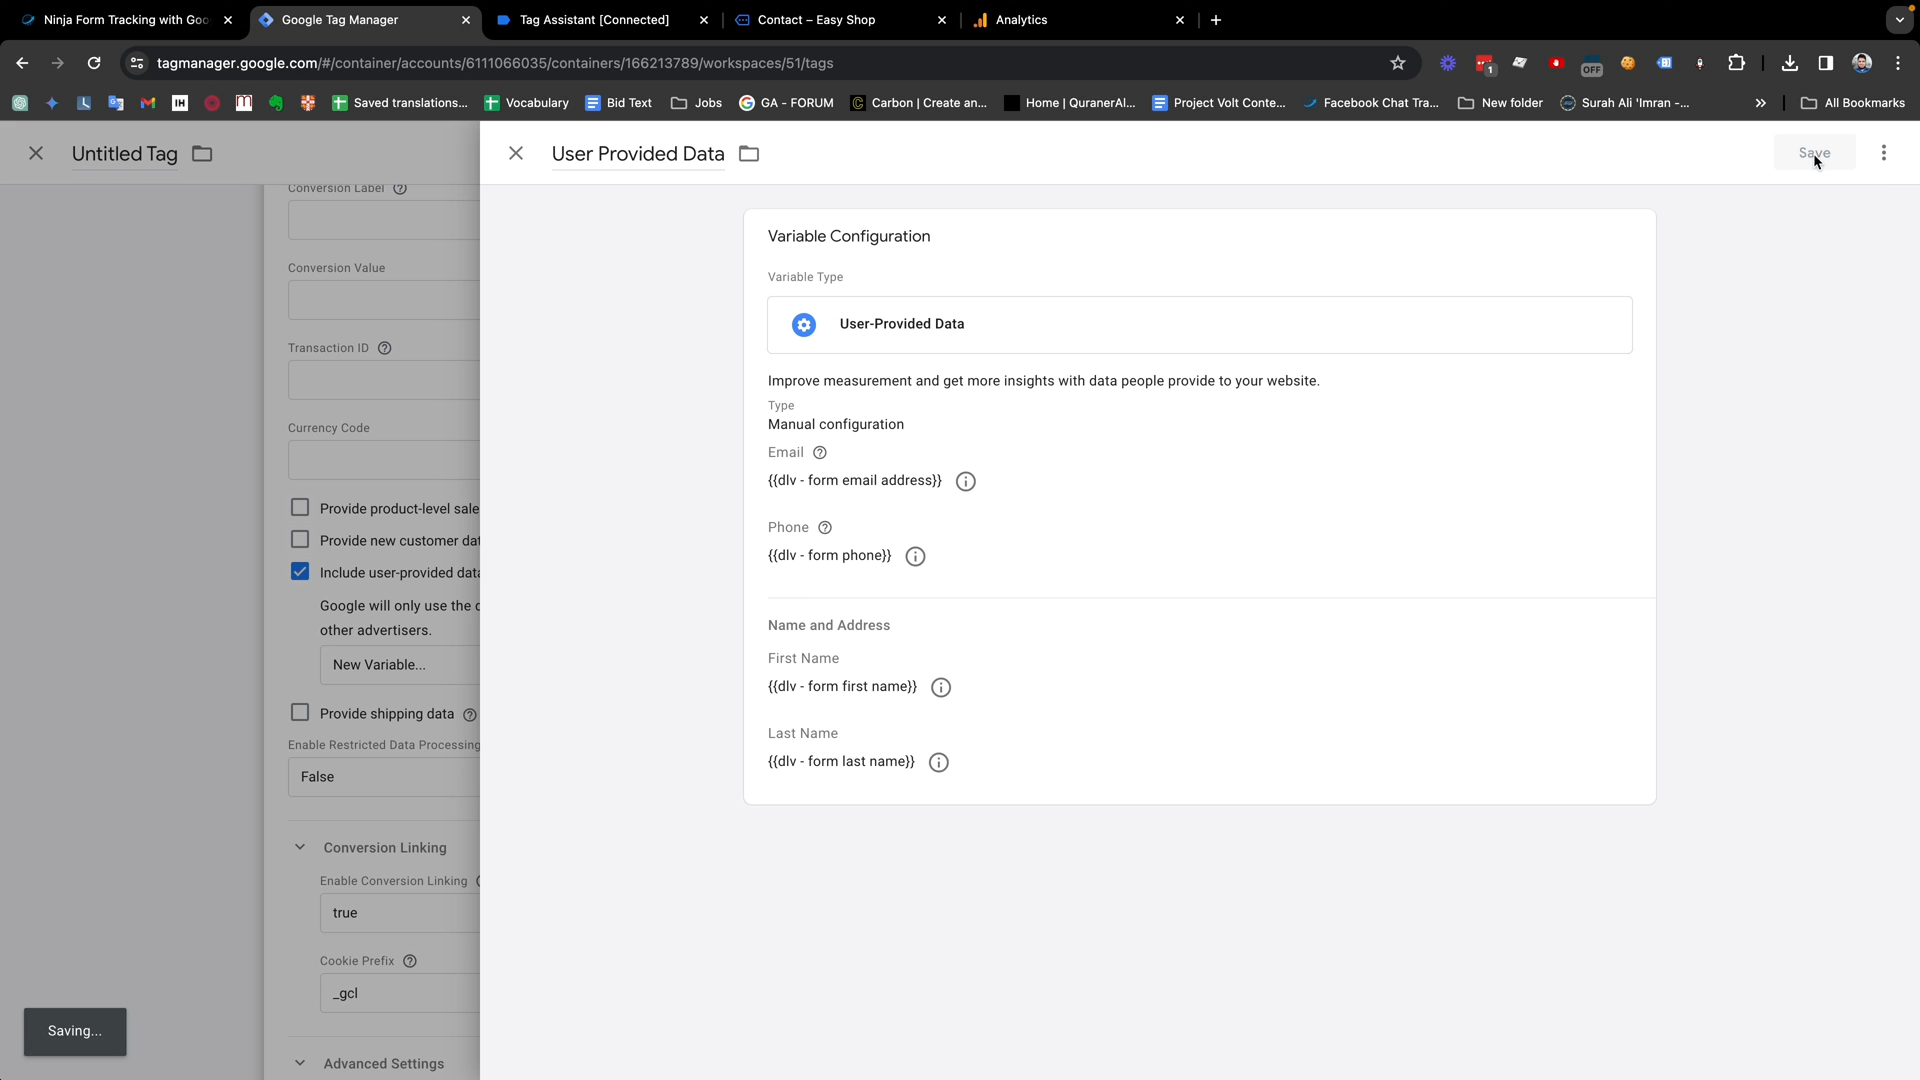 Ninja Form Tracking with Goo
Google Tag Manager
Tag Assistant [Connected]
Contact – Easy Shop
Analytics
tagmanager.google.com/#/container/accounts/6111066035/containers/166213789/workspaces/51/tags
1
OFF
Saved translations...
Vocabulary
Bid Text
Jobs
GA - FORUM
Carbon | Create an...
Home | QuranerAl...
Project Volt Conte...
Facebook Chat Tra...
New folder
Surah Ali 'Imran -...
All Bookmarks
Untitled Tag
User Provided Data
Save
Conversion Label
Conversion Value
Transaction ID
Currency Code
Provide product-level sale
Provide new customer dat
Include user-provided data
Google will only use the d
other advertisers.
New Variable...
Provide shipping data
Enable Restricted Data Processing
False
Conversion Linking
Enable Conversion Linking
true
Cookie Prefix
_gcl
Advanced Settings
Saving...
Variable Configuration
Variable Type
User-Provided Data
Improve measurement and get more insights with data people provide to your website.
Type
Manual configuration
Email
{{dlv - form email address}}
Phone
{{dlv - form phone}}
Name and Address
First Name
{{dlv - form first name}}
Last Name
{{dlv - form last name}}